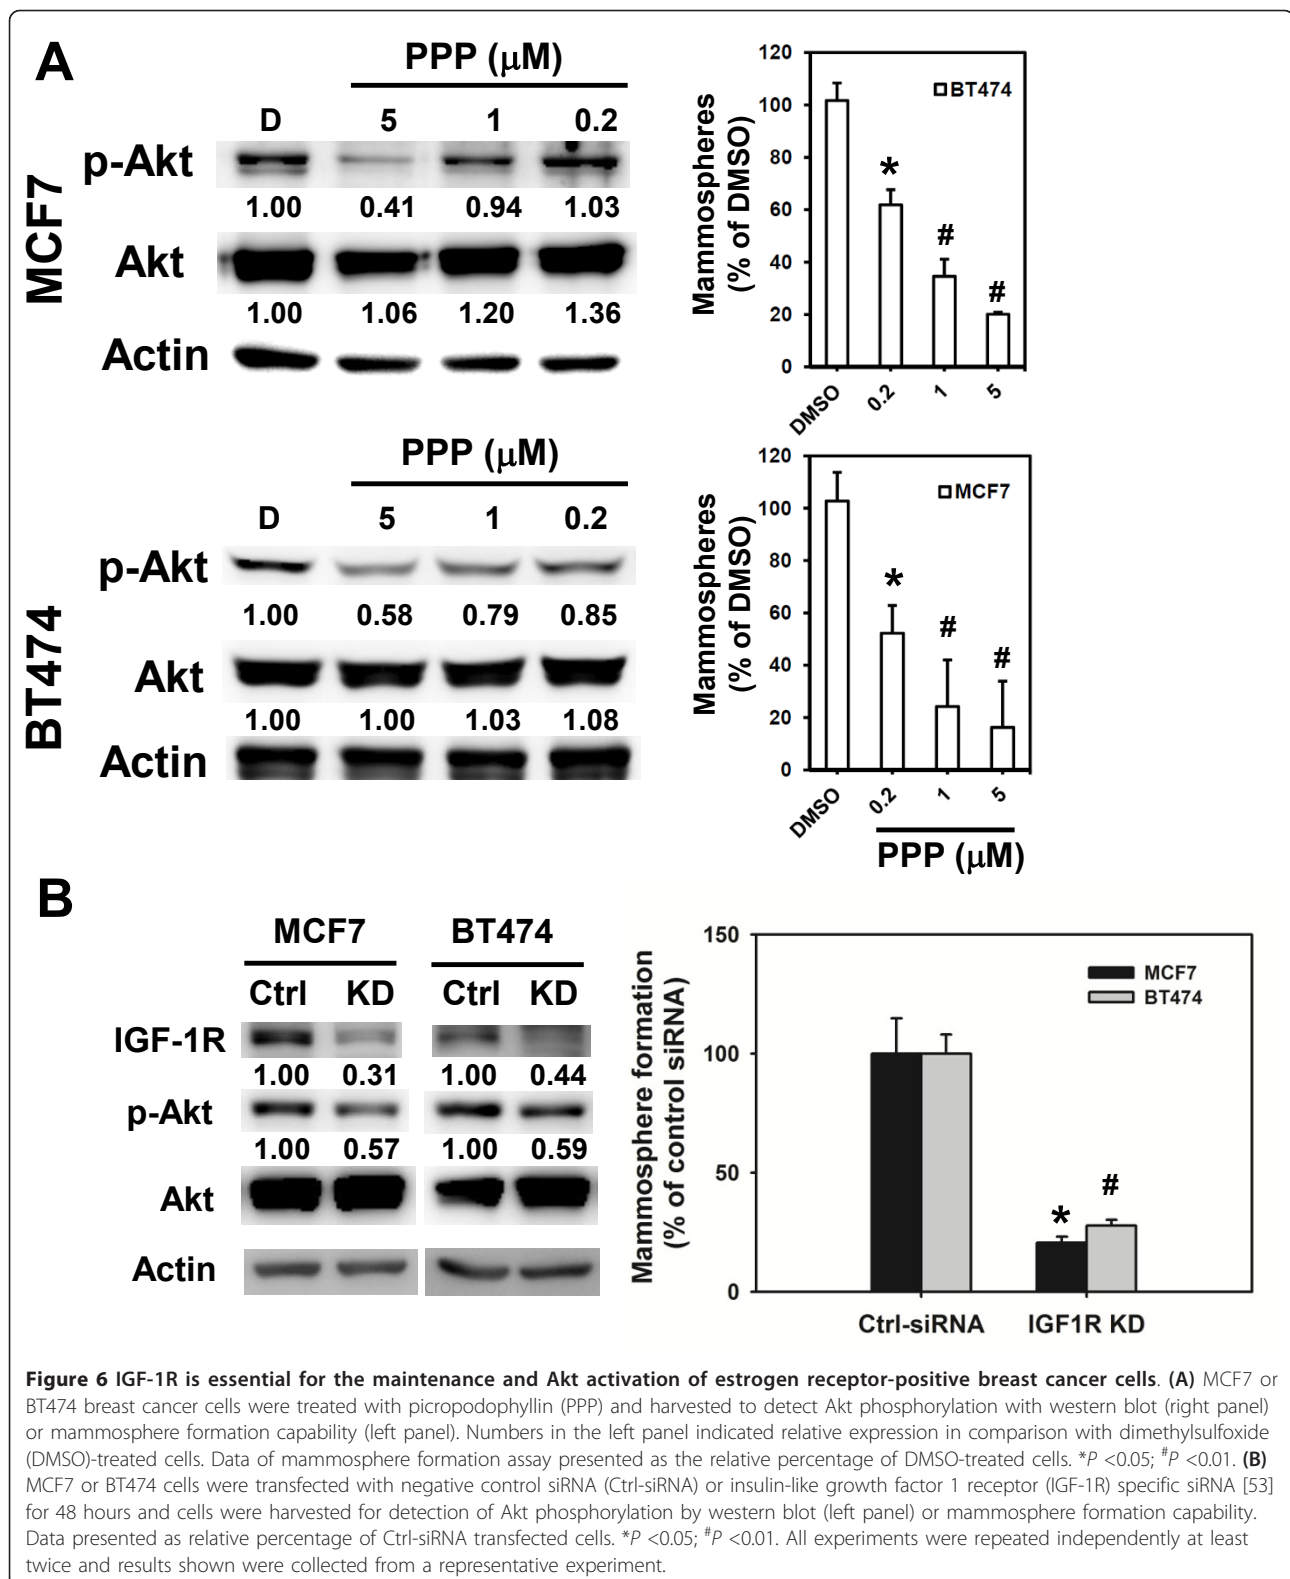 A
MCF7
PPP (μM)
D 5 1 0.2
p-Akt
1.00 0.41 0.94 1.03
Akt
1.00 1.06 1.20 1.36
Actin
Mammospheres
(% of DMSO)
120
100
80
60
40
20
0
BT474
*
#
#
DMSO 0.2 1 5
BT474
PPP (μM)
D 5 1 0.2
p-Akt
1.00 0.58 0.79 0.85
Akt
1.00 1.00 1.03 1.08
Actin
Mammospheres
(% of DMSO)
120
100
80
60
40
20
0
MCF7
*
#
#
DMSO 0.2 1 5
PPP (μM)
B
MCF7 BT474
Ctrl KD Ctrl KD
IGF-1R
1.00 0.31 1.00 0.44
p-Akt
1.00 0.57 1.00 0.59
Akt
Actin
Mammosphere formation
(% of control siRNA)
150
100
50
0
MCF7
BT474
*
#
Ctrl-siRNA IGF1R KD
Figure 6 IGF-1R is essential for the maintenance and Akt activation of estrogen receptor-positive breast cancer cells. (A) MCF7 or
BT474 breast cancer cells were treated with picropodophyllin (PPP) and harvested to detect Akt phosphorylation with western blot (right panel)
or mammosphere formation capability (left panel). Numbers in the left panel indicated relative expression in comparison with dimethylsulfoxide
(DMSO)-treated cells. Data of mammosphere formation assay presented as the relative percentage of DMSO-treated cells. *P <0.05; #P <0.01. (B)
MCF7 or BT474 cells were transfected with negative control siRNA (Ctrl-siRNA) or insulin-like growth factor 1 receptor (IGF-1R) specific siRNA [53]
for 48 hours and cells were harvested for detection of Akt phosphorylation by western blot (left panel) or mammosphere formation capability.
Data presented as relative percentage of Ctrl-siRNA transfected cells. *P <0.05; #P <0.01. All experiments were repeated independently at least
twice and results shown were collected from a representative experiment.